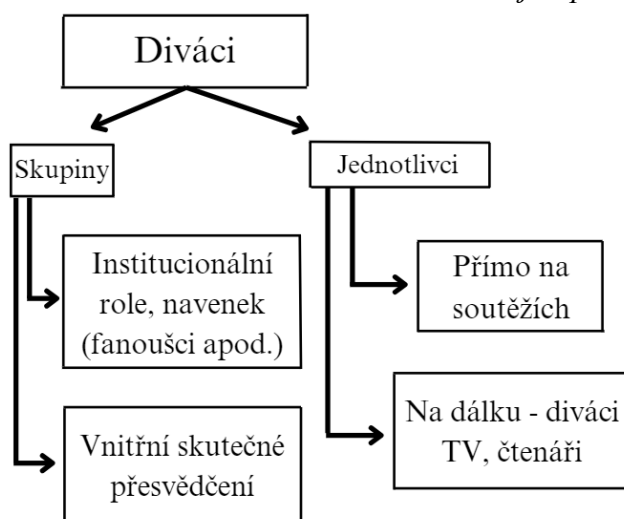 Diváci
Skupiny
Jednotlivci
Institucionální
role, navenek
(fanoušci apod.)
Přímo na
soutěžích
Vnitřní skutečné
přesvědčení
Na dálku - diváci
TV, čtenáři